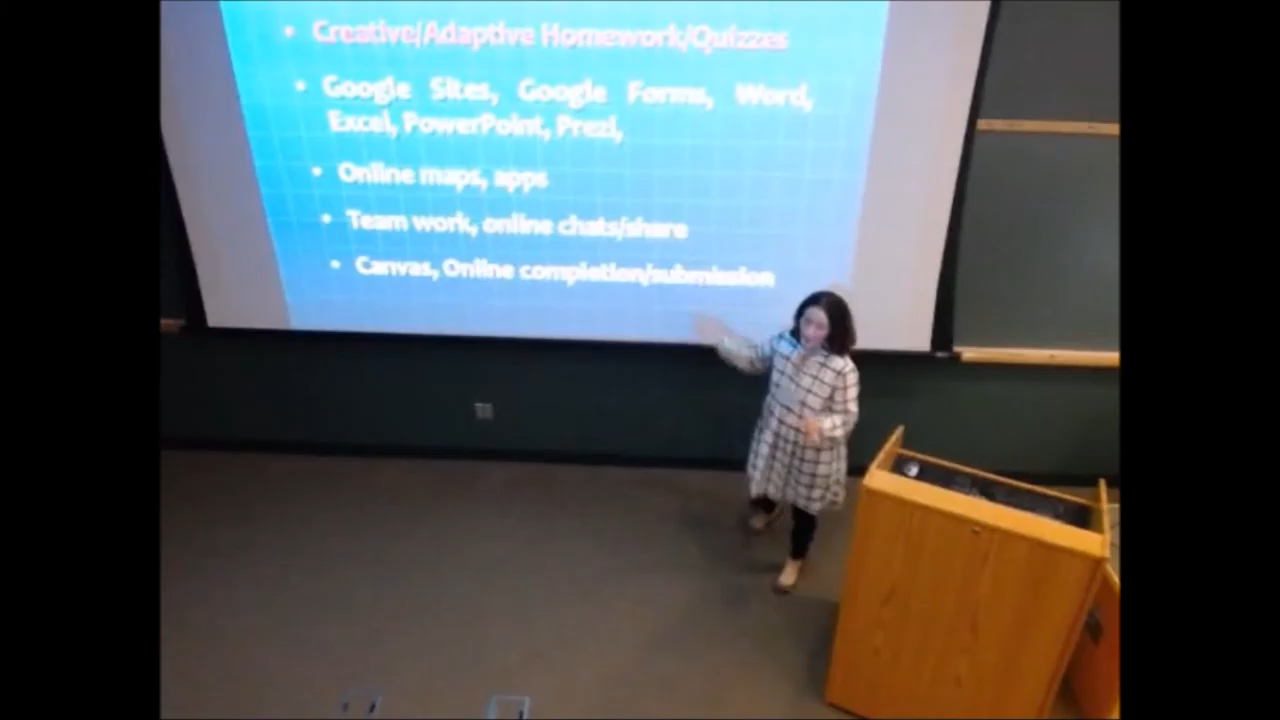 • Creative/Adaptive Homework/Quizzes
• Google Sites, Google Forms, Word,
Excel, PowerPoint, Prezi,
• Online maps, apps
• Team work, online chats/share
• Canvas, Online completion/submission